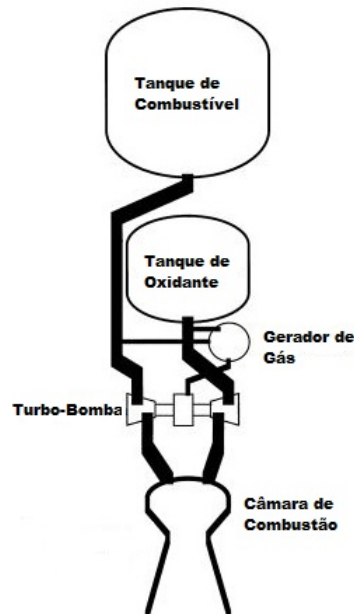 Tanque de
Combustível
Tanque de
Oxidante
Gerador de
Gás
Turbo-Bomba
Câmara de
Combustão